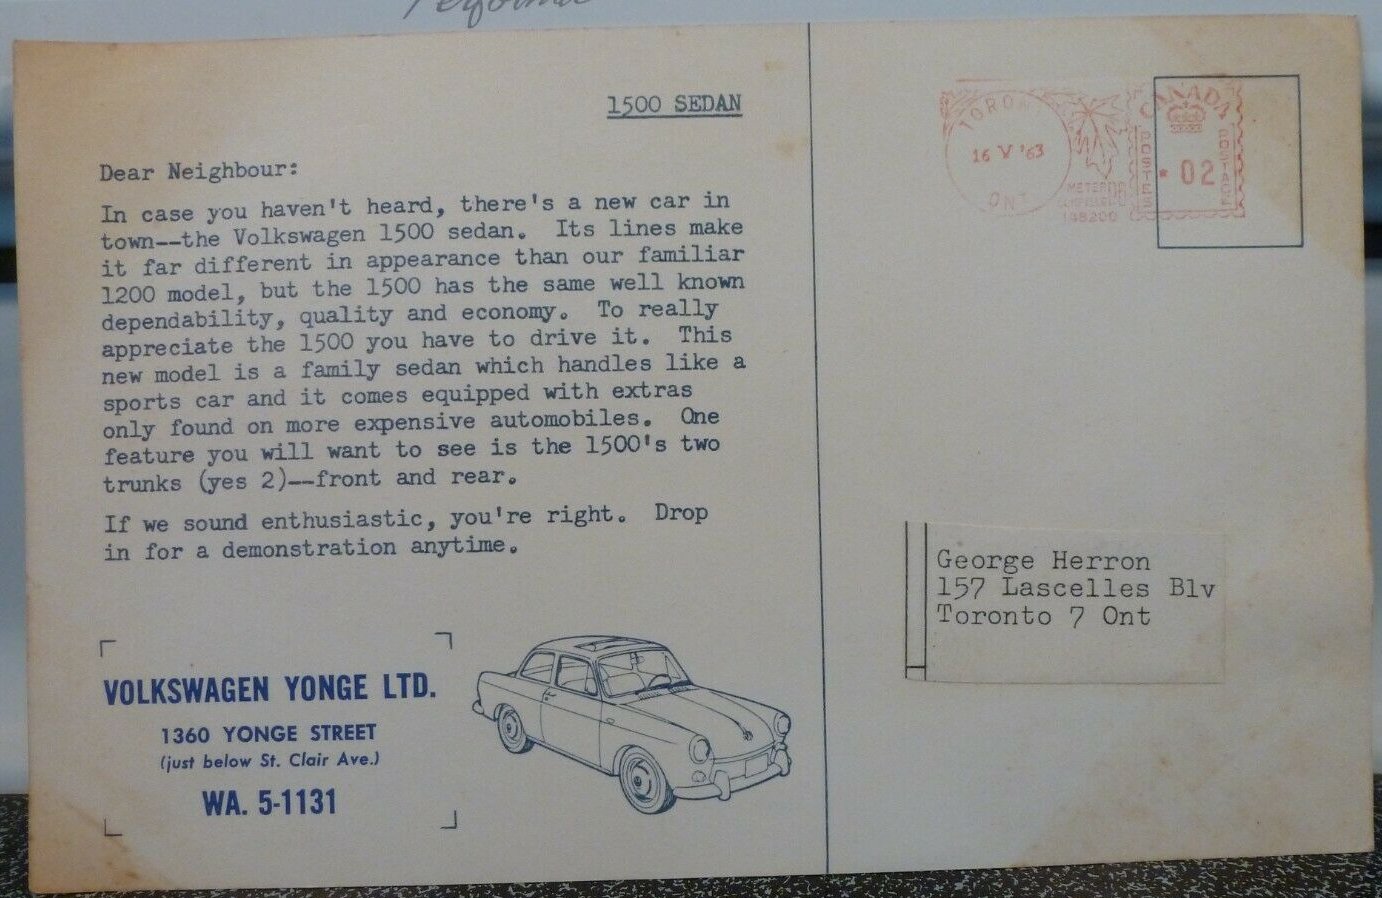 1500 SEDAN
Dear Neighbour:
In case you haven't heard, there's a new car in
town--the Volkswagen 1500 sedan. Its lines make
it far different in appearance than our familiar
1200 model, but the 1500 has the same well known
dependability, quality and economy. To really
appreciate the 1500 you have to drive it. This
new model is a family sedan which handles like a
sports car and it comes equipped with extras
only found on more expensive automobiles. One
feature you will want to see is the 1500's two
trunks (yes 2)--front and rear.
If we sound enthusiastic, you're right. Drop
in for a demonstration anytime.
VOLKSWAGEN YONGE LTD.
1360 YONGE STREET
(just below St. Clair Ave.)
WA. 5-1131
16 V '63
ONT
METER
CANADA
POSTES
* 02
POSTAGE
George Herron
157 Lascelles Blv
Toronto 7 Ont